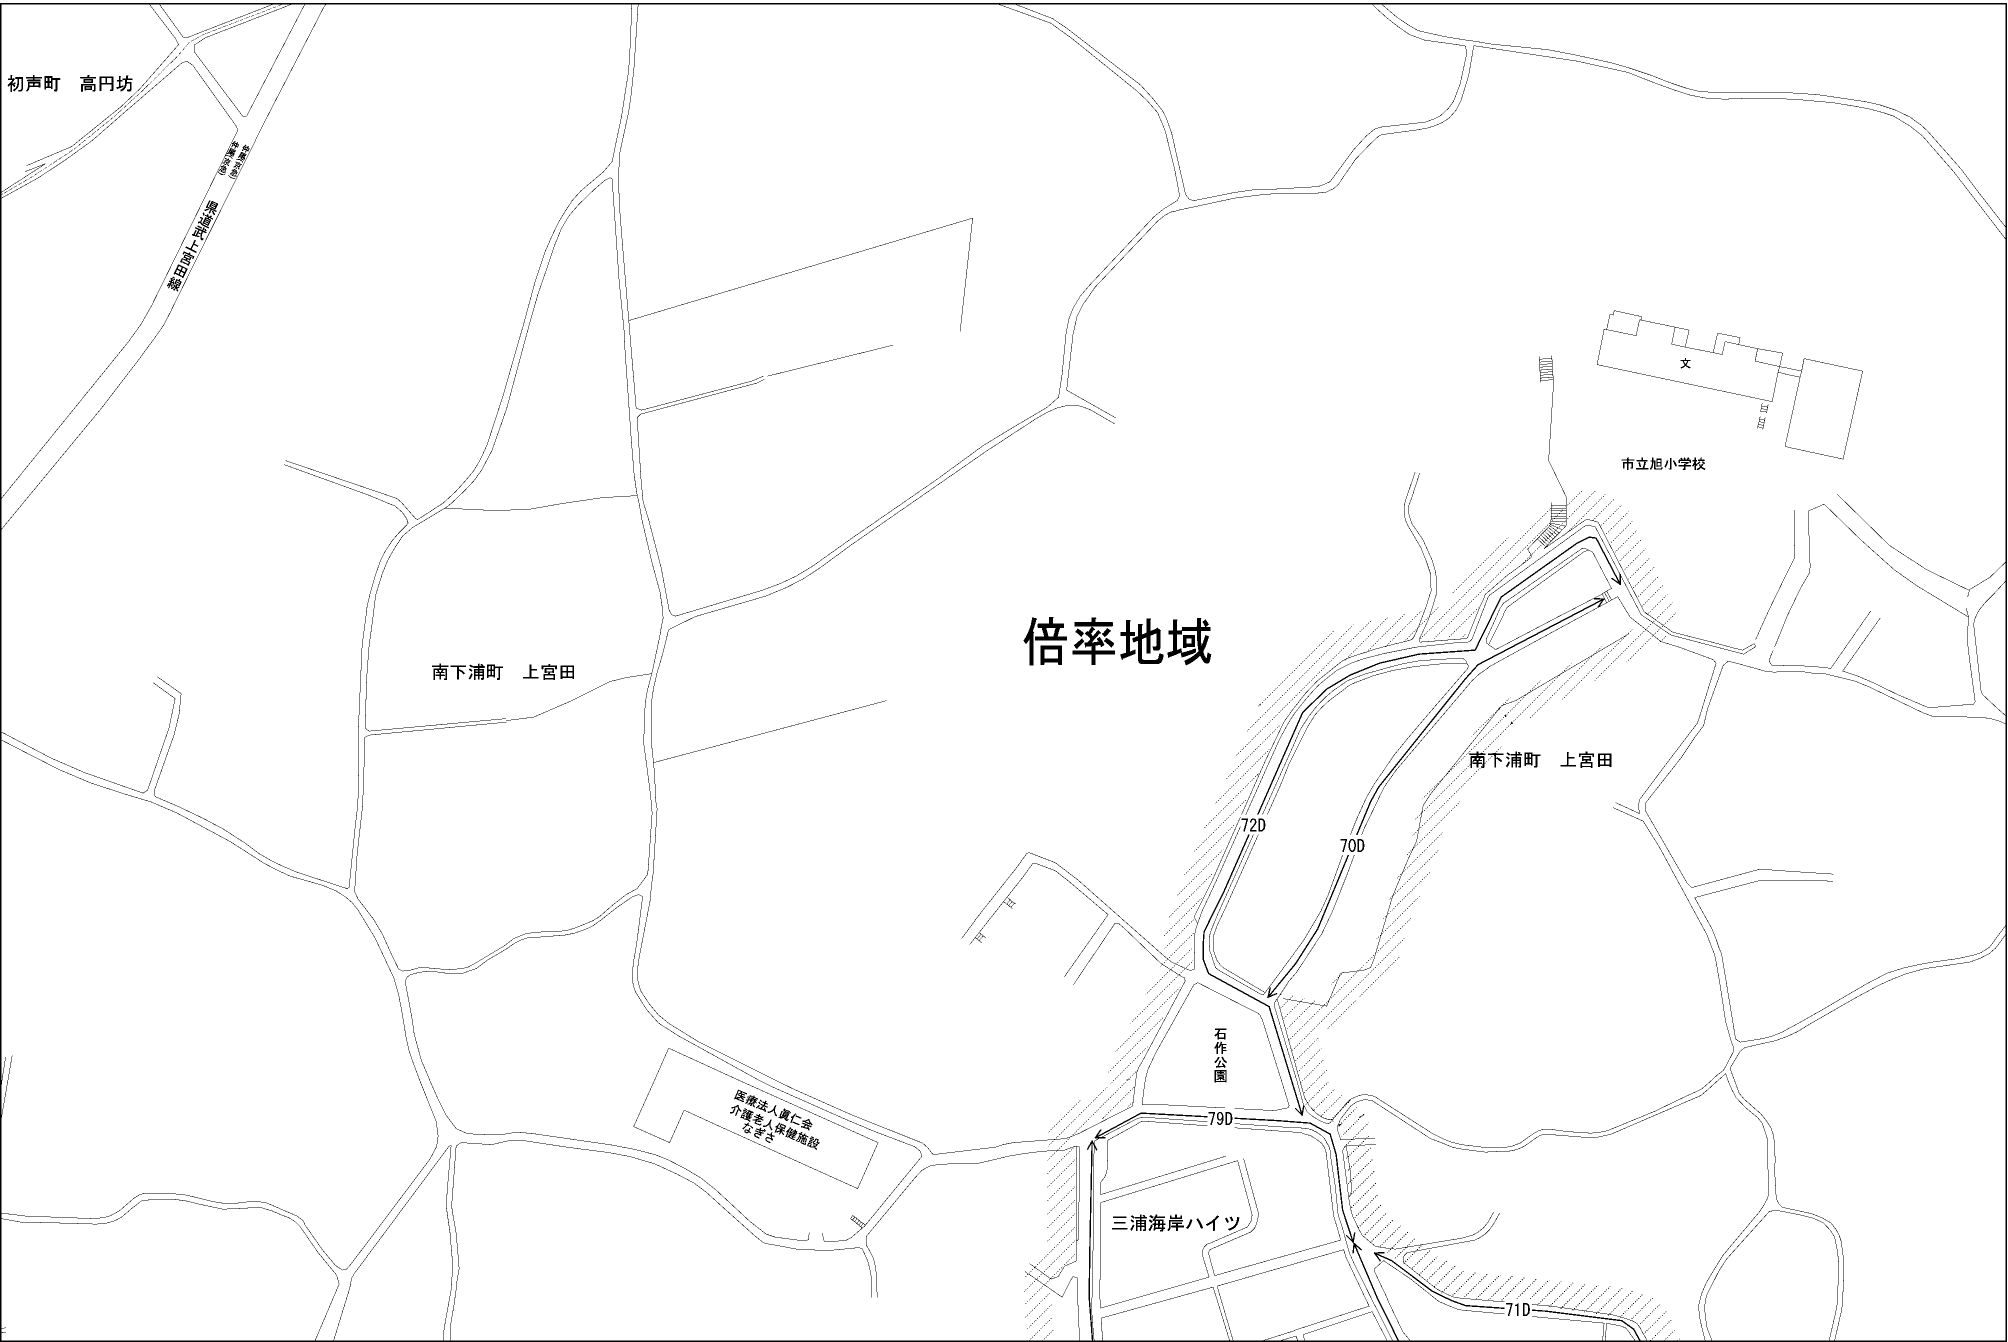 初声町　高円坊
県道武上宮田線
文
市立旭小学校
倍率地域
南下浦町　上宮田
南下浦町　上宮田
72D
70D
石作公園
医療法人眞仁会
介護老人保健施設
なぎさ
79D
三浦海岸ハイツ
71D